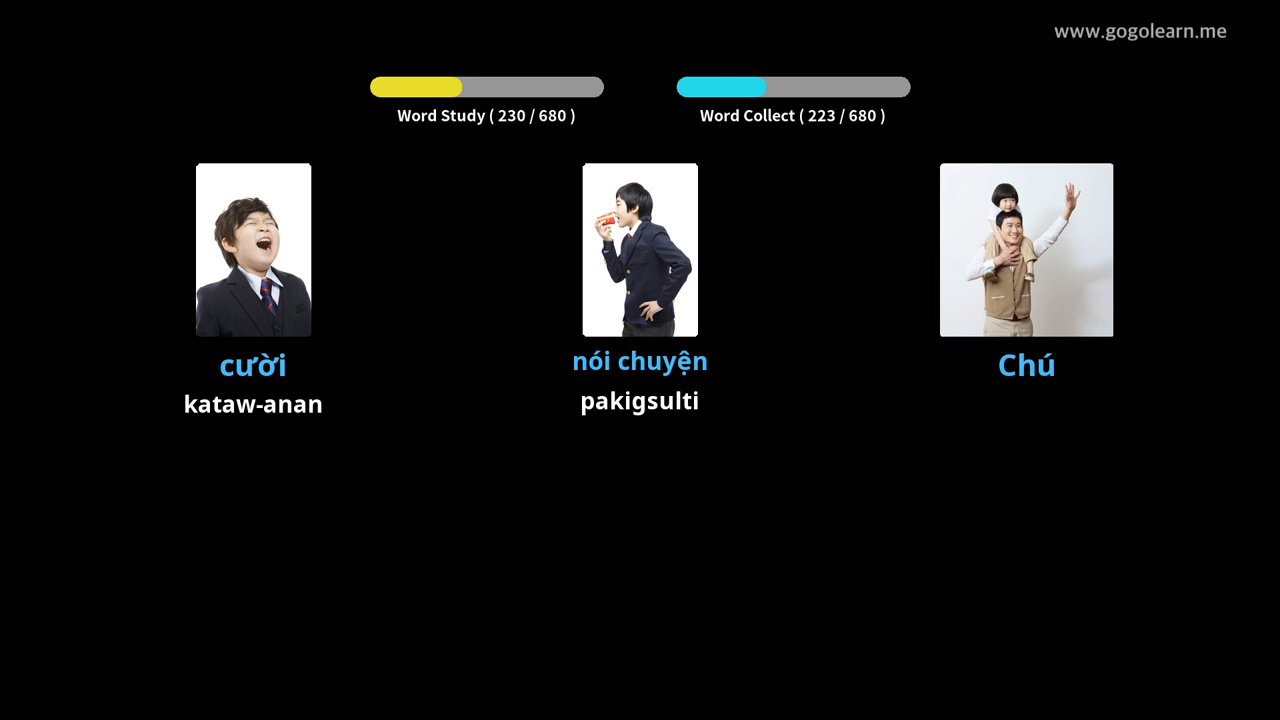 www.gogolearn.me
Word Study ( 230 / 680 )
Word Collect ( 223 / 680 )
cười
kataw-anan
nói chuyện
pakigsulti
Chú